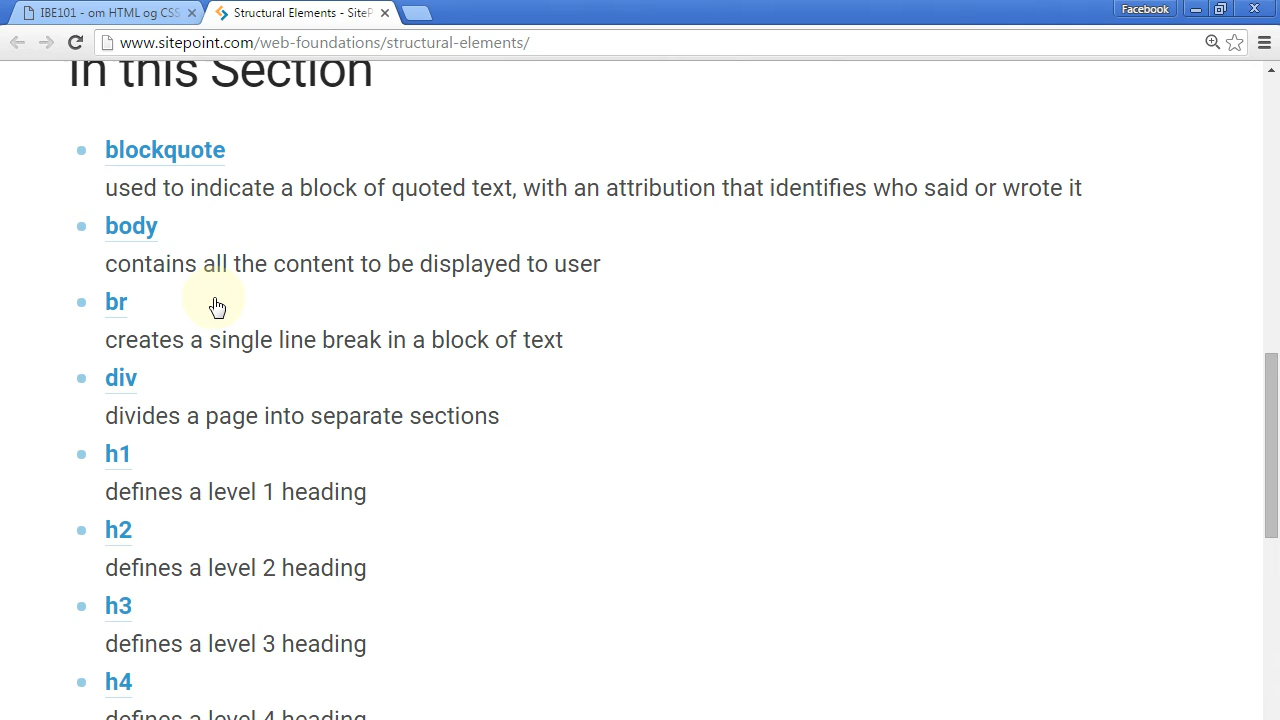 IBE101 - om HTML og CSS
Structural Elements - SiteP
Facebook
www.sitepoint.com/web-foundations/structural-elements/
In this Section
blockquote
used to indicate a block of quoted text, with an attribution that identifies who said or wrote it
body
contains all the content to be displayed to user
br
creates a single line break in a block of text
div
divides a page into separate sections
h1
defines a level 1 heading
h2
defines a level 2 heading
h3
defines a level 3 heading
h4
defines a level 4 heading